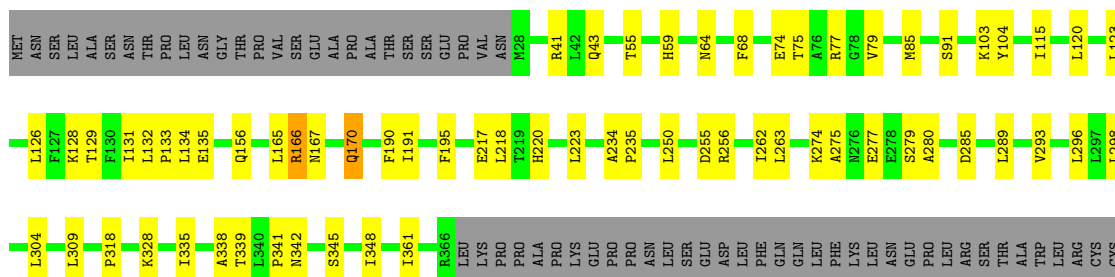 MET ASN SER LEU ALA SER ASN THR PRO LEU ASN GLY THR PRO VAL SER GLU ALA PRO ALA THR SER SER GLU PRO VAL ASN M28 R41 L42 Q43 T55 H59 N64 F68 E74 T75 A76 R77 G78 V79 M85 S91 K103 Y104 I115 L120 L123
L126 F127 K128 T129 F130 I131 L132 P133 L134 E135 Q156 L165 R166 N167 Q170 F190 I191 F195 E217 L218 T219 H220 L223 A234 P235 L250 D255 R256 I262 L263 K274 A275 N276 E277 E278 S279 A280 D285 L289 V293 L296 L297
L304 L309 P318 K328 I335 A338 T339 L340 P341 N342 S345 I348 I361 R366 LEU LYS PRO PRO ALA PRO LYS GLU PRO PRO ASN LEU SER GLU ASP LEU PHE GLN GLN LEU PHE LYS LEU ASN GLU PRO LEU ARG SER THR ALA TRP LEU ARG CYS